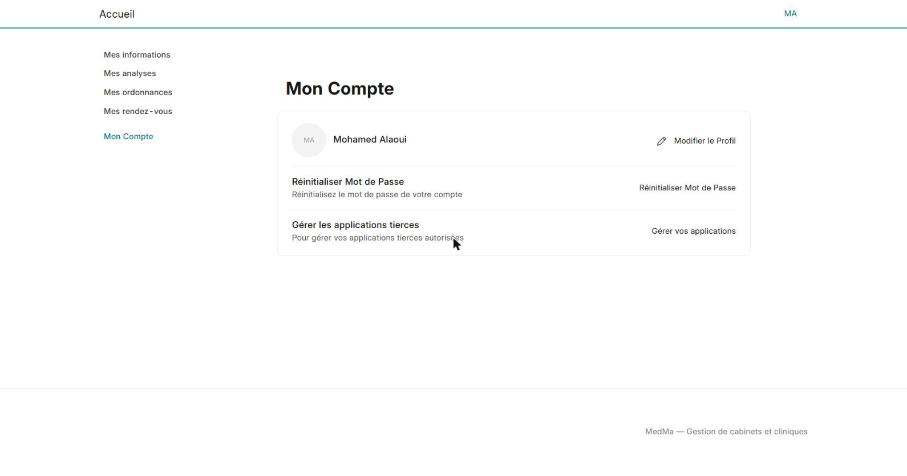 Accueil
MA
Mes informations
Mes analyses
Mes ordonnances
Mes rendez-vous
Mon Compte
Mon Compte
MA
Mohamed Alaoui
Modifier le Profil
Réinitialiser Mot de Passe
Réinitialisez le mot de passe de votre compte
Réinitialiser Mot de Passe
Gérer les applications tierces
Pour gérer vos applications tierces autorisées
Gérer vos applications
MedMa — Gestion de cabinets et cliniques